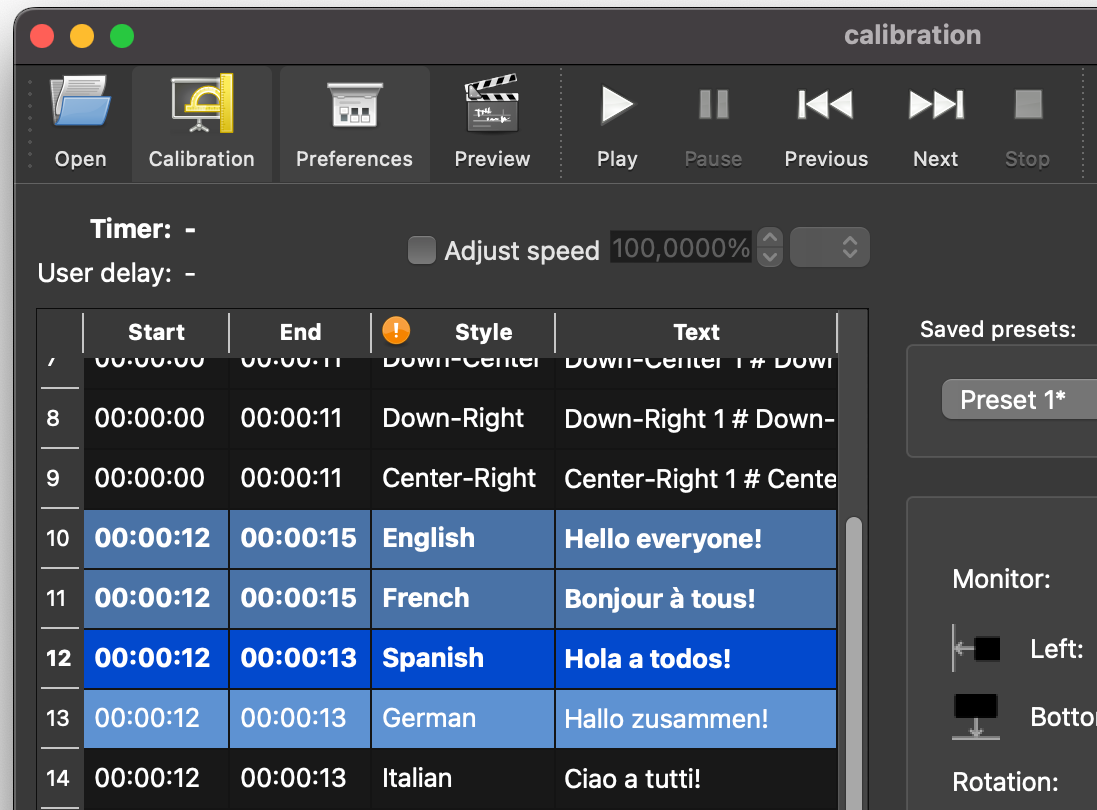 calibration
Open Calibration Preferences Preview Play Pause Previous Next Stop
Timer: -
Adjust speed 100,0000%
User delay: -
Start End ! Style Text
Saved presets:
7 00:00:00 00:00:11 Down-Center Down-Center 1 # Down
Preset 1*
8 00:00:00 00:00:11 Down-Right Down-Right 1 # Down-
9 00:00:00 00:00:11 Center-Right Center-Right 1 # Cente
10 00:00:12 00:00:15 English Hello everyone!
Monitor:
11 00:00:12 00:00:15 French Bonjour à tous!
12 00:00:12 00:00:13 Spanish Hola a todos!
Left:
13 00:00:12 00:00:13 German Hallo zusammen!
Botto
14 00:00:12 00:00:13 Italian Ciao a tutti!
Rotation: